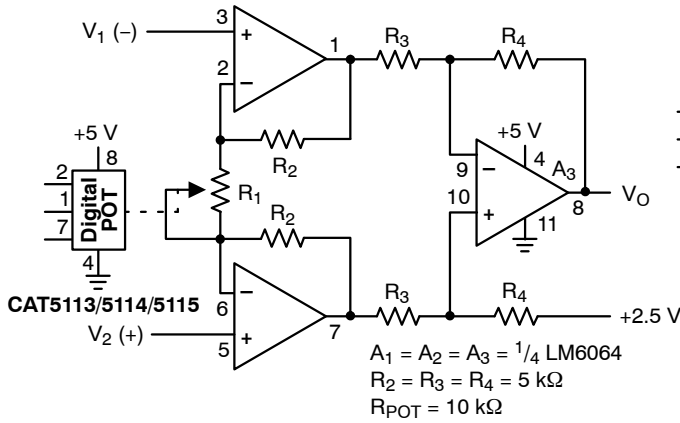 V1 (–)
3
+
1
R3
R4
2
–
+5 V
8
R2
+5 V
4
A3
2
1
7
Digital
POT
R1
9
–
10
+
8
VO
R2
11
4
CAT5113/5114/5115
6
–
7
R3
R4
+2.5 V
V2 (+)
5
+
A1 = A2 = A3 = 1/4 LM6064
R2 = R3 = R4 = 5 kΩ
RPOT = 10 kΩ